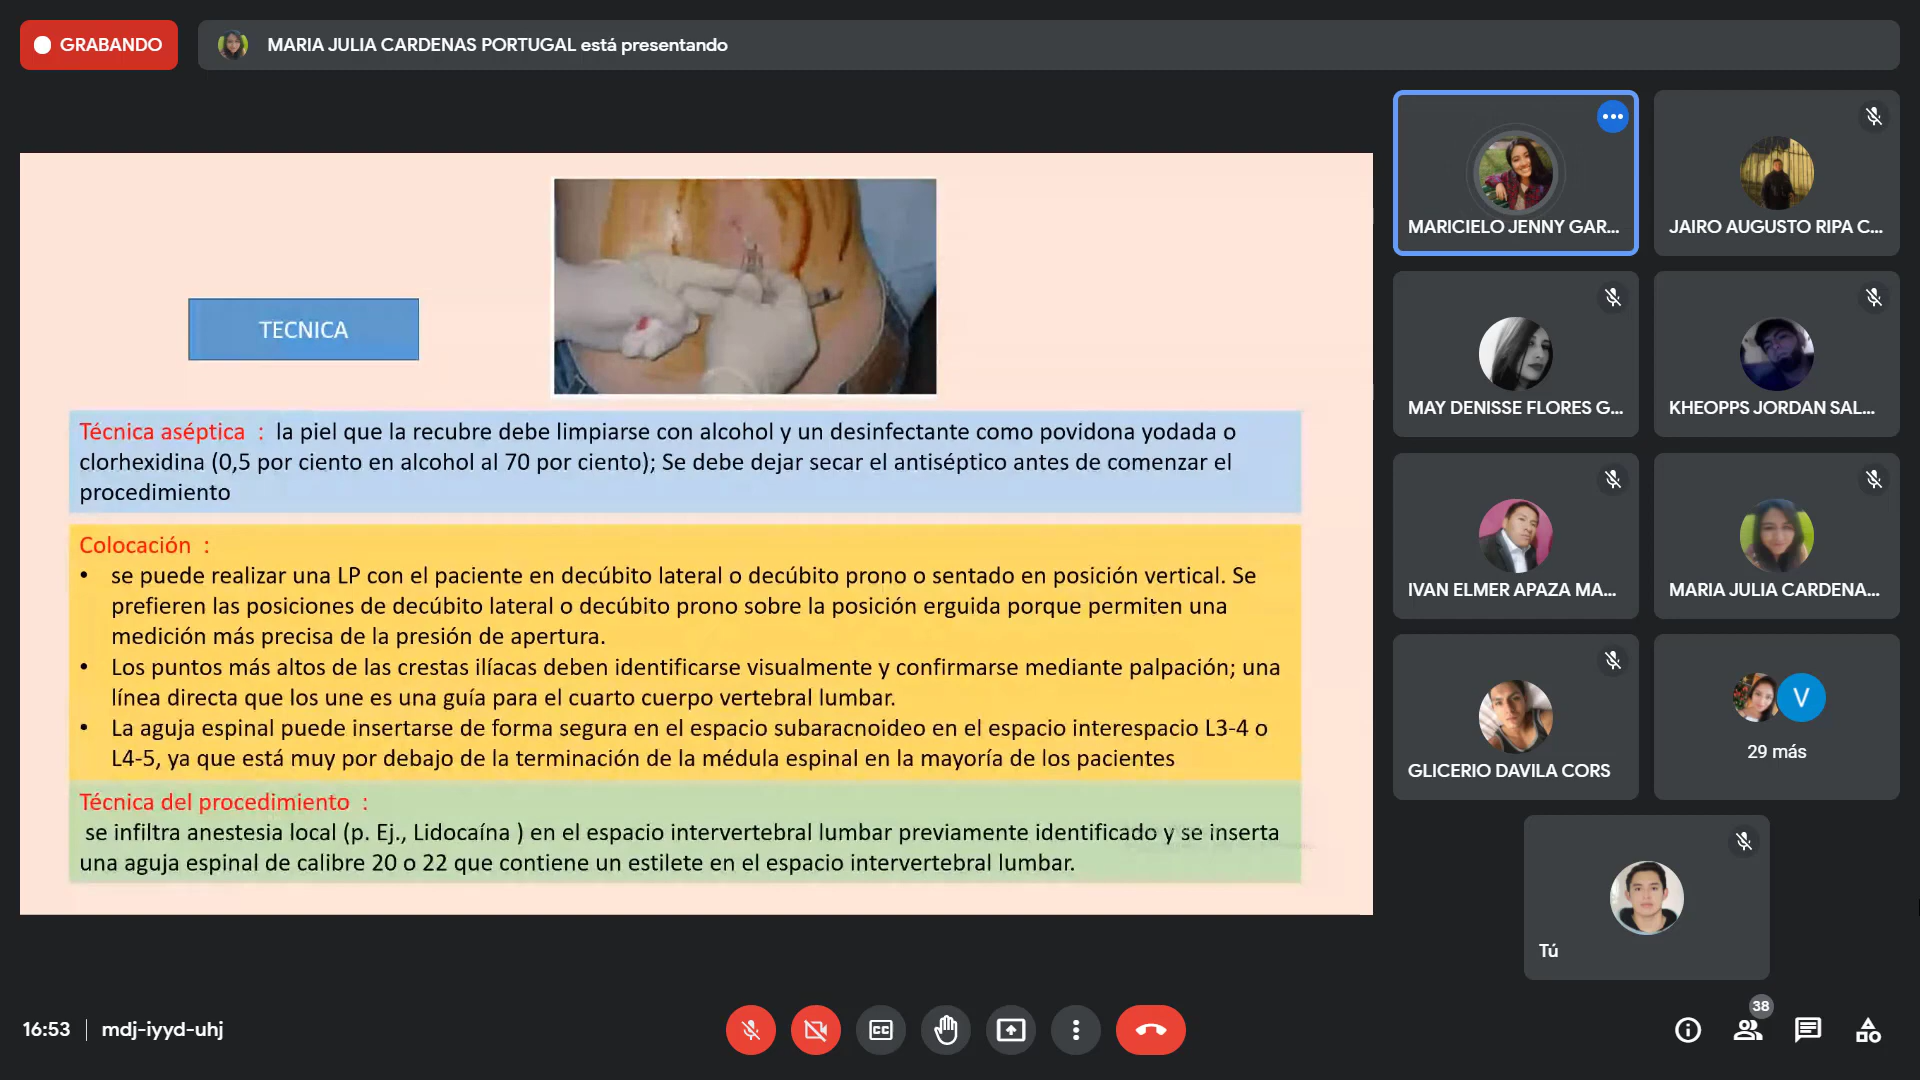 GRABANDO
MARIA JULIA CARDENAS PORTUGAL está presentando
TECNICA
Técnica aséptica : la piel que la recubre debe limpiarse con alcohol y un desinfectante como povidona yodada o
clorhexidina (0,5 por ciento en alcohol al 70 por ciento); Se debe dejar secar el antiséptico antes de comenzar el
procedimiento
Colocación :
• se puede realizar una LP con el paciente en decúbito lateral o decúbito prono o sentado en posición vertical. Se
prefieren las posiciones de decúbito lateral o decúbito prono sobre la posición erguida porque permiten una
medición más precisa de la presión de apertura.
• Los puntos más altos de las crestas ilíacas deben identificarse visualmente y confirmarse mediante palpación; una
línea directa que los une es una guía para el cuarto cuerpo vertebral lumbar.
• La aguja espinal puede insertarse de forma segura en el espacio subaracnoideo en el espacio interespacio L3-4 o
L4-5, ya que está muy por debajo de la terminación de la médula espinal en la mayoría de los pacientes
Técnica del procedimiento :
se infiltra anestesia local (p. Ej., Lidocaína ) en el espacio intervertebral lumbar previamente identificado y se inserta
una aguja espinal de calibre 20 o 22 que contiene un estilete en el espacio intervertebral lumbar.
MARICIELO JENNY GAR...
JAIRO AUGUSTO RIPA C...
MAY DENISSE FLORES G...
KHEOPPS JORDAN SAL...
IVAN ELMER APAZA MA...
MARIA JULIA CARDENA...
GLICERIO DAVILA CORS
V
29 más
Tú
16:53
mdj-iyyd-uhj
CC
38